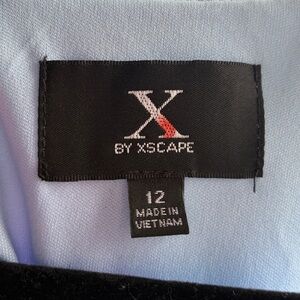 X
BY XSCAPE
12
MADE IN
VIETNAM